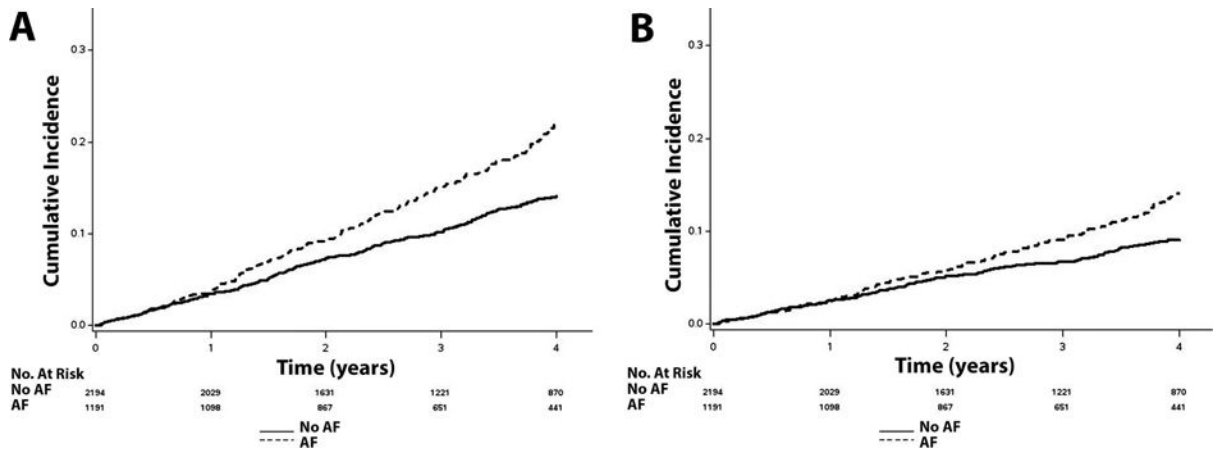 A
Cumulative Incidence
0.3
0.2
0.1
0.0
0 1 2 3 4
Time (years)
No. At Risk
No AF 2194 2029 1631 1221 870
AF 1191 1098 867 651 441
No AF
AF
B
Cumulative Incidence
0.3
0.2
0.1
0.0
0 1 2 3 4
Time (years)
No. At Risk
No AF 2194 2029 1631 1221 870
AF 1191 1098 867 651 441
No AF
AF